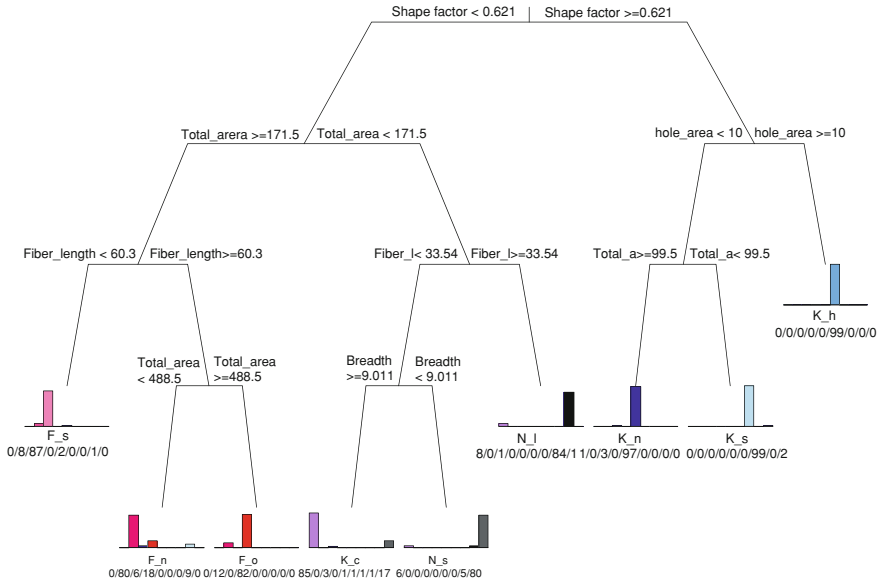 Shape factor < 0.621 Shape factor >=0.621
Total_arera >=171.5 Total_area < 171.5
hole_area < 10 hole_area >=10
Fiber_length < 60.3 Fiber_length>=60.3
Fiber_l< 33.54 Fiber_l>=33.54
Total_a>=99.5 Total_a< 99.5
K_h
0/0/0/0/0/99/0/0/0
Total_area
< 488.5
Total_area
>=488.5
Breadth
>=9.011
Breadth
< 9.011
F_s
0/8/87/0/2/0/0/1/0
N_l
8/0/1/0/0/0/0/84/1
K_n
1/0/3/0/97/0/0/0/0
K_s
0/0/0/0/0/0/99/0/2
F_n
0/80/6/18/0/0/0/9/0
F_o
0/12/0/82/0/0/0/0/0
K_c
85/0/3/0/1/1/1/1/17
N_s
6/0/0/0/0/0/0/5/80